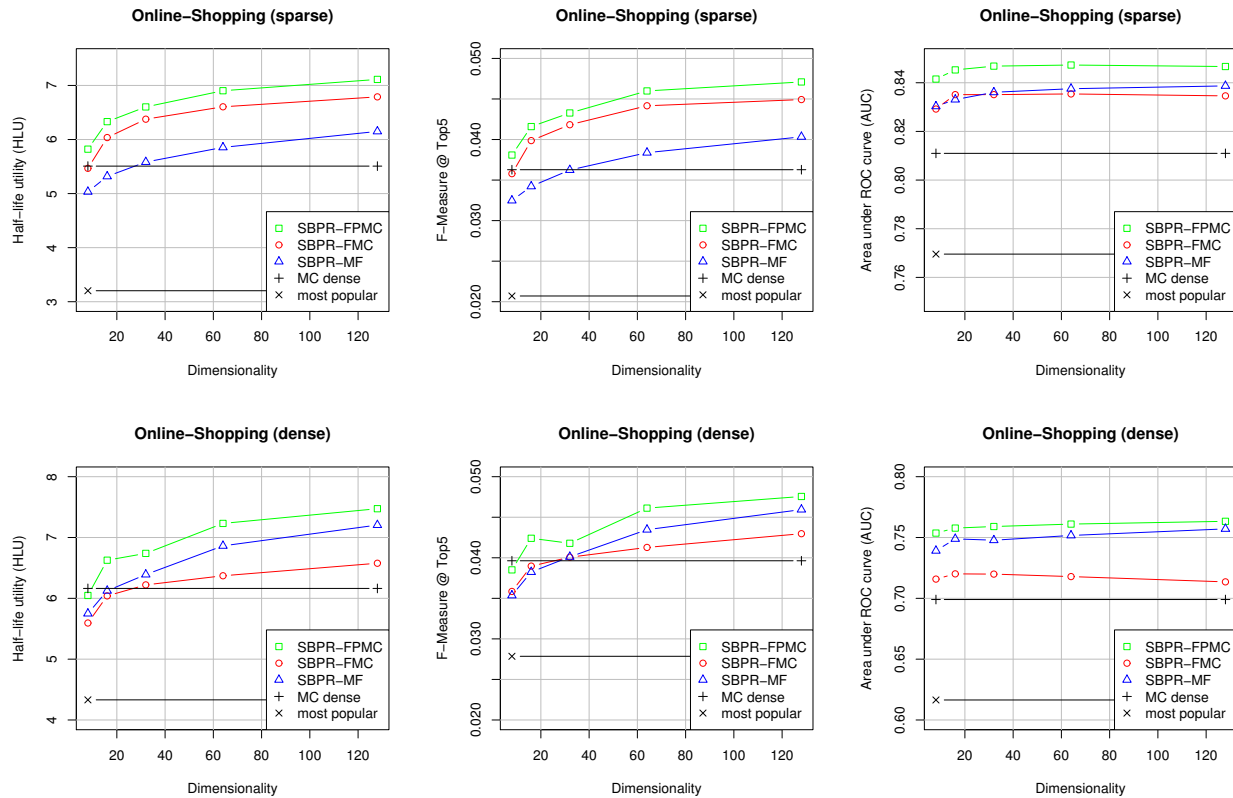 Online−Shopping (sparse)
Half−life utility (HLU)
7
6
5
4
3
SBPR−FPMC
SBPR−FMC
SBPR−MF
MC dense
most popular
20 40 60 80 100 120
Dimensionality
Online−Shopping (sparse)
F−Measure @ Top5
0.050
0.040
0.030
0.020
SBPR−FPMC
SBPR−FMC
SBPR−MF
MC dense
most popular
20 40 60 80 100 120
Dimensionality
Online−Shopping (sparse)
Area under ROC curve (AUC)
0.84
0.82
0.80
0.78
0.76
SBPR−FPMC
SBPR−FMC
SBPR−MF
MC dense
most popular
20 40 60 80 100 120
Dimensionality
Online−Shopping (dense)
Half−life utility (HLU)
8
7
6
5
4
SBPR−FPMC
SBPR−FMC
SBPR−MF
MC dense
most popular
20 40 60 80 100 120
Dimensionality
Online−Shopping (dense)
F−Measure @ Top5
0.050
0.040
0.030
0.020
SBPR−FPMC
SBPR−FMC
SBPR−MF
MC dense
most popular
20 40 60 80 100 120
Dimensionality
Online−Shopping (dense)
Area under ROC curve (AUC)
0.80
0.75
0.70
0.65
0.60
SBPR−FPMC
SBPR−FMC
SBPR−MF
MC dense
most popular
20 40 60 80 100 120
Dimensionality